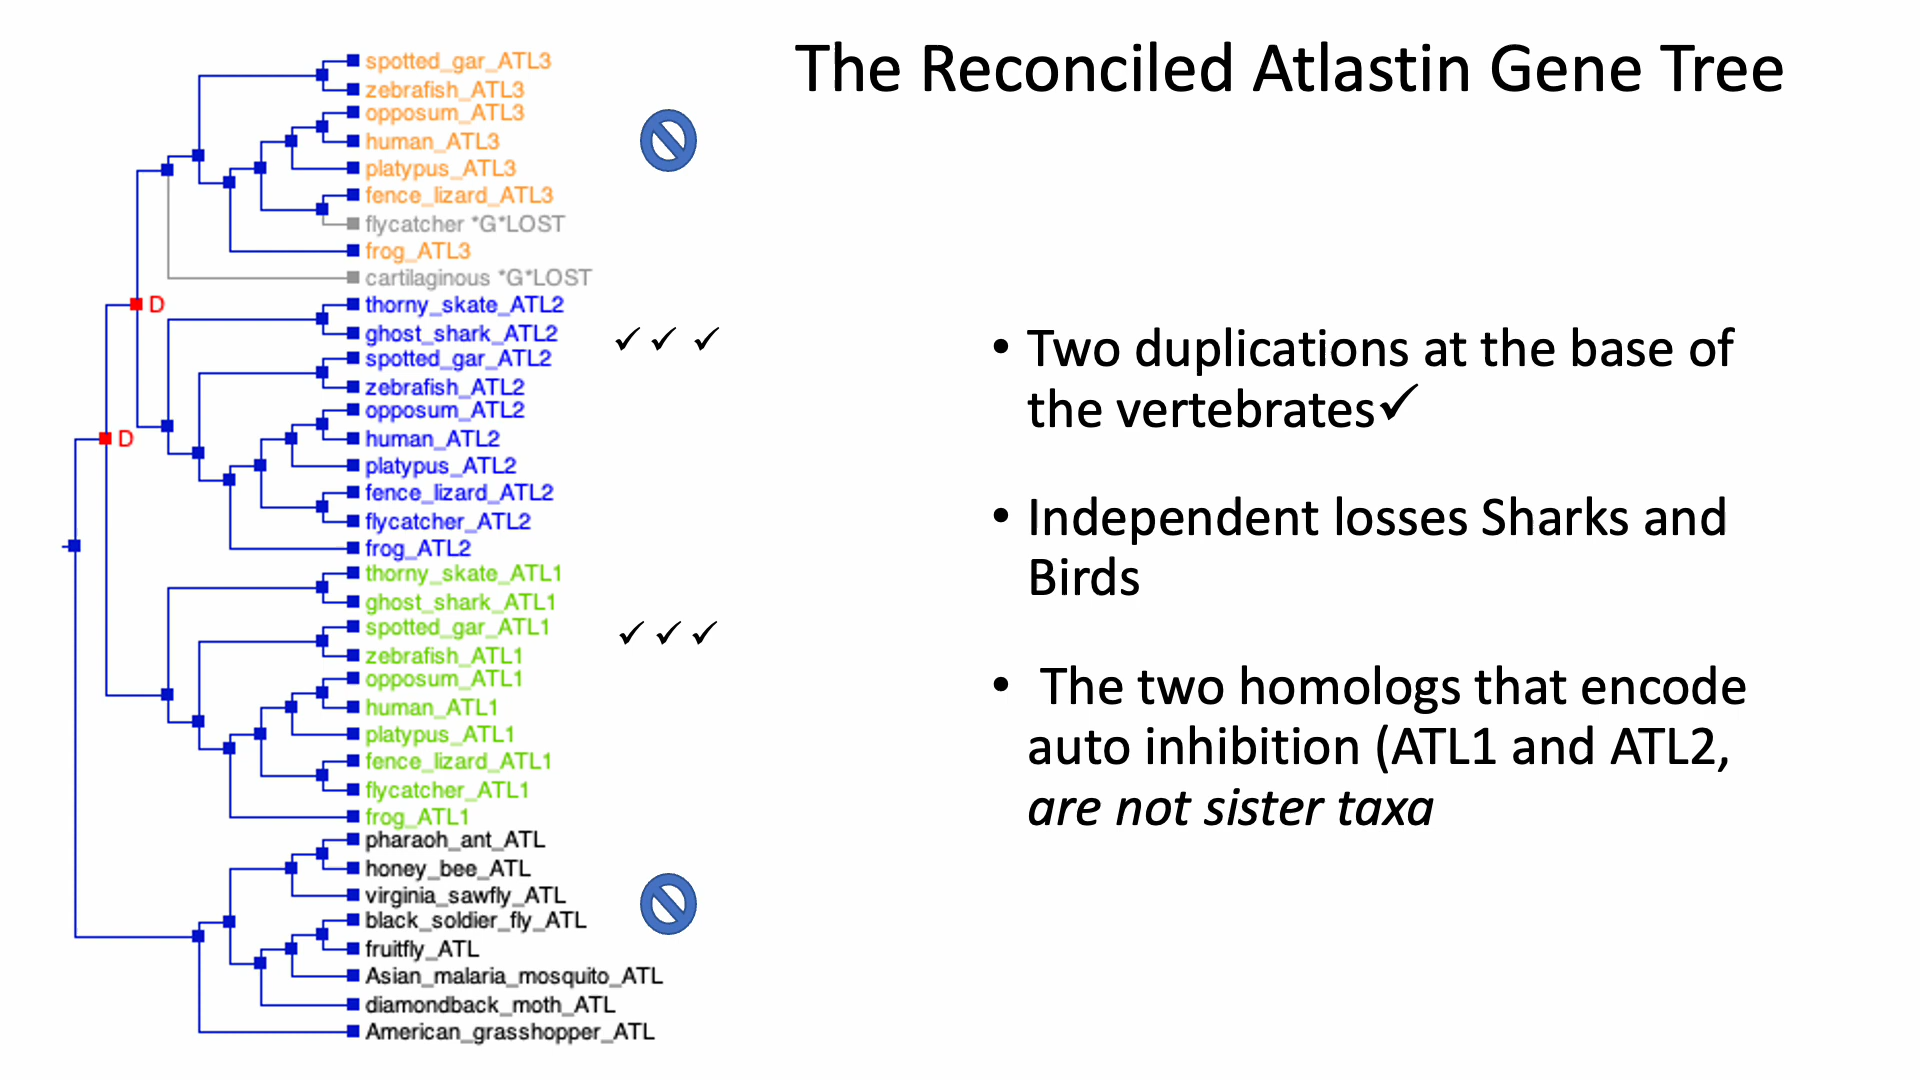 The Reconciled Atlastin Gene Tree
spotted_gar_ATL3
zebrafish_ATL3
opposum_ATL3
human_ATL3
platypus_ATL3
fence_lizard_ATL3
flycatcher *G*LOST
frog_ATL3
cartilaginous *G*LOST
D
thorny_skate_ATL2
ghost_shark_ATL2
✓ ✓ ✓
spotted_gar_ATL2
zebrafish_ATL2
opposum_ATL2
human_ATL2
D
platypus_ATL2
fence_lizard_ATL2
flycatcher_ATL2
frog_ATL2
thorny_skate_ATL1
ghost_shark_ATL1
spotted_gar_ATL1
✓ ✓ ✓
zebrafish_ATL1
opposum_ATL1
human_ATL1
platypus_ATL1
fence_lizard_ATL1
flycatcher_ATL1
frog_ATL1
pharaoh_ant_ATL
honey_bee_ATL
virginia_sawfly_ATL
black_soldier_fly_ATL
fruitfly_ATL
Asian_malaria_mosquito_ATL
diamondback_moth_ATL
American_grasshopper_ATL
• Two duplications at the base of
the vertebrates✓
• Independent losses Sharks and
Birds
• The two homologs that encode
auto inhibition (ATL1 and ATL2,
are not sister taxa